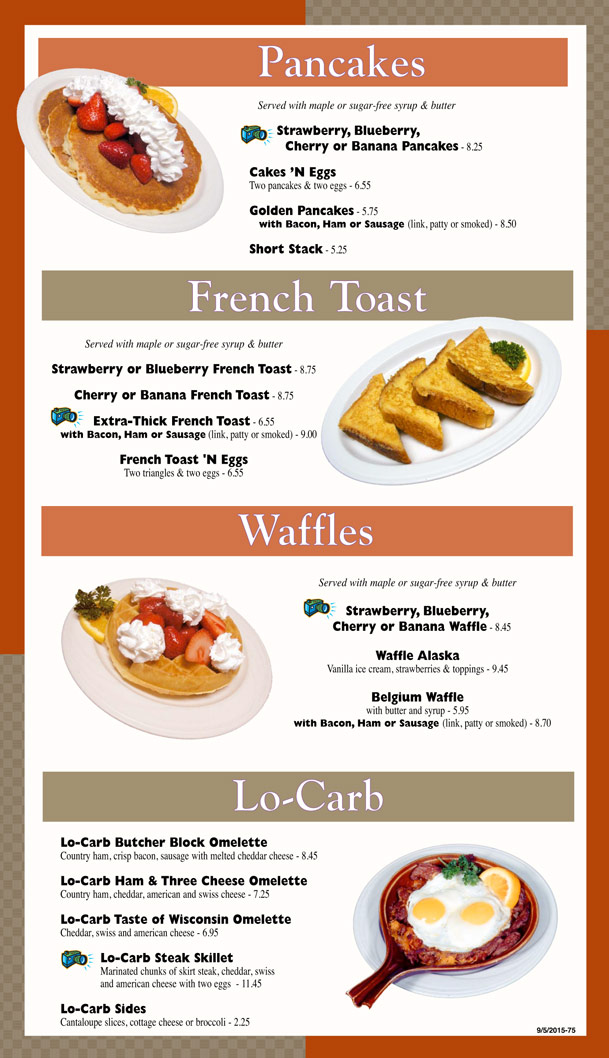 Pancakes
Served with maple or sugar-free syrup & butter
Strawberry, Blueberry,
Cherry or Banana Pancakes - 8.25
Cakes 'N Eggs
Two pancakes & two eggs - 6.55
Golden Pancakes - 5.75
with Bacon, Ham or Sausage (link, patty or smoked) - 8.50
Short Stack - 5.25
French Toast
Served with maple or sugar-free syrup & butter
Strawberry or Blueberry French Toast - 8.75
Cherry or Banana French Toast - 8.75
Extra-Thick French Toast - 6.55
with Bacon, Ham or Sausage (link, patty or smoked) - 9.00
French Toast 'N Eggs
Two triangles & two eggs - 6.55
Waffles
Served with maple or sugar-free syrup & butter
Strawberry, Blueberry,
Cherry or Banana Waffle - 8.45
Waffle Alaska
Vanilla ice cream, strawberries & toppings - 9.45
Belgium Waffle
with butter and syrup - 5.95
with Bacon, Ham or Sausage (link, patty or smoked) - 8.70
Lo-Carb
Lo-Carb Butcher Block Omelette
Country ham, crisp bacon, sausage with melted cheddar cheese - 8.45
Lo-Carb Ham & Three Cheese Omelette
Country ham, cheddar, american and swiss cheese - 7.25
Lo-Carb Taste of Wisconsin Omelette
Cheddar, swiss and american cheese - 6.95
Lo-Carb Steak Skillet
Marinated chunks of skirt steak, cheddar, swiss
and american cheese with two eggs - 11.45
Lo-Carb Sides
Cantaloupe slices, cottage cheese or broccoli - 2.25
9/5/2015-75